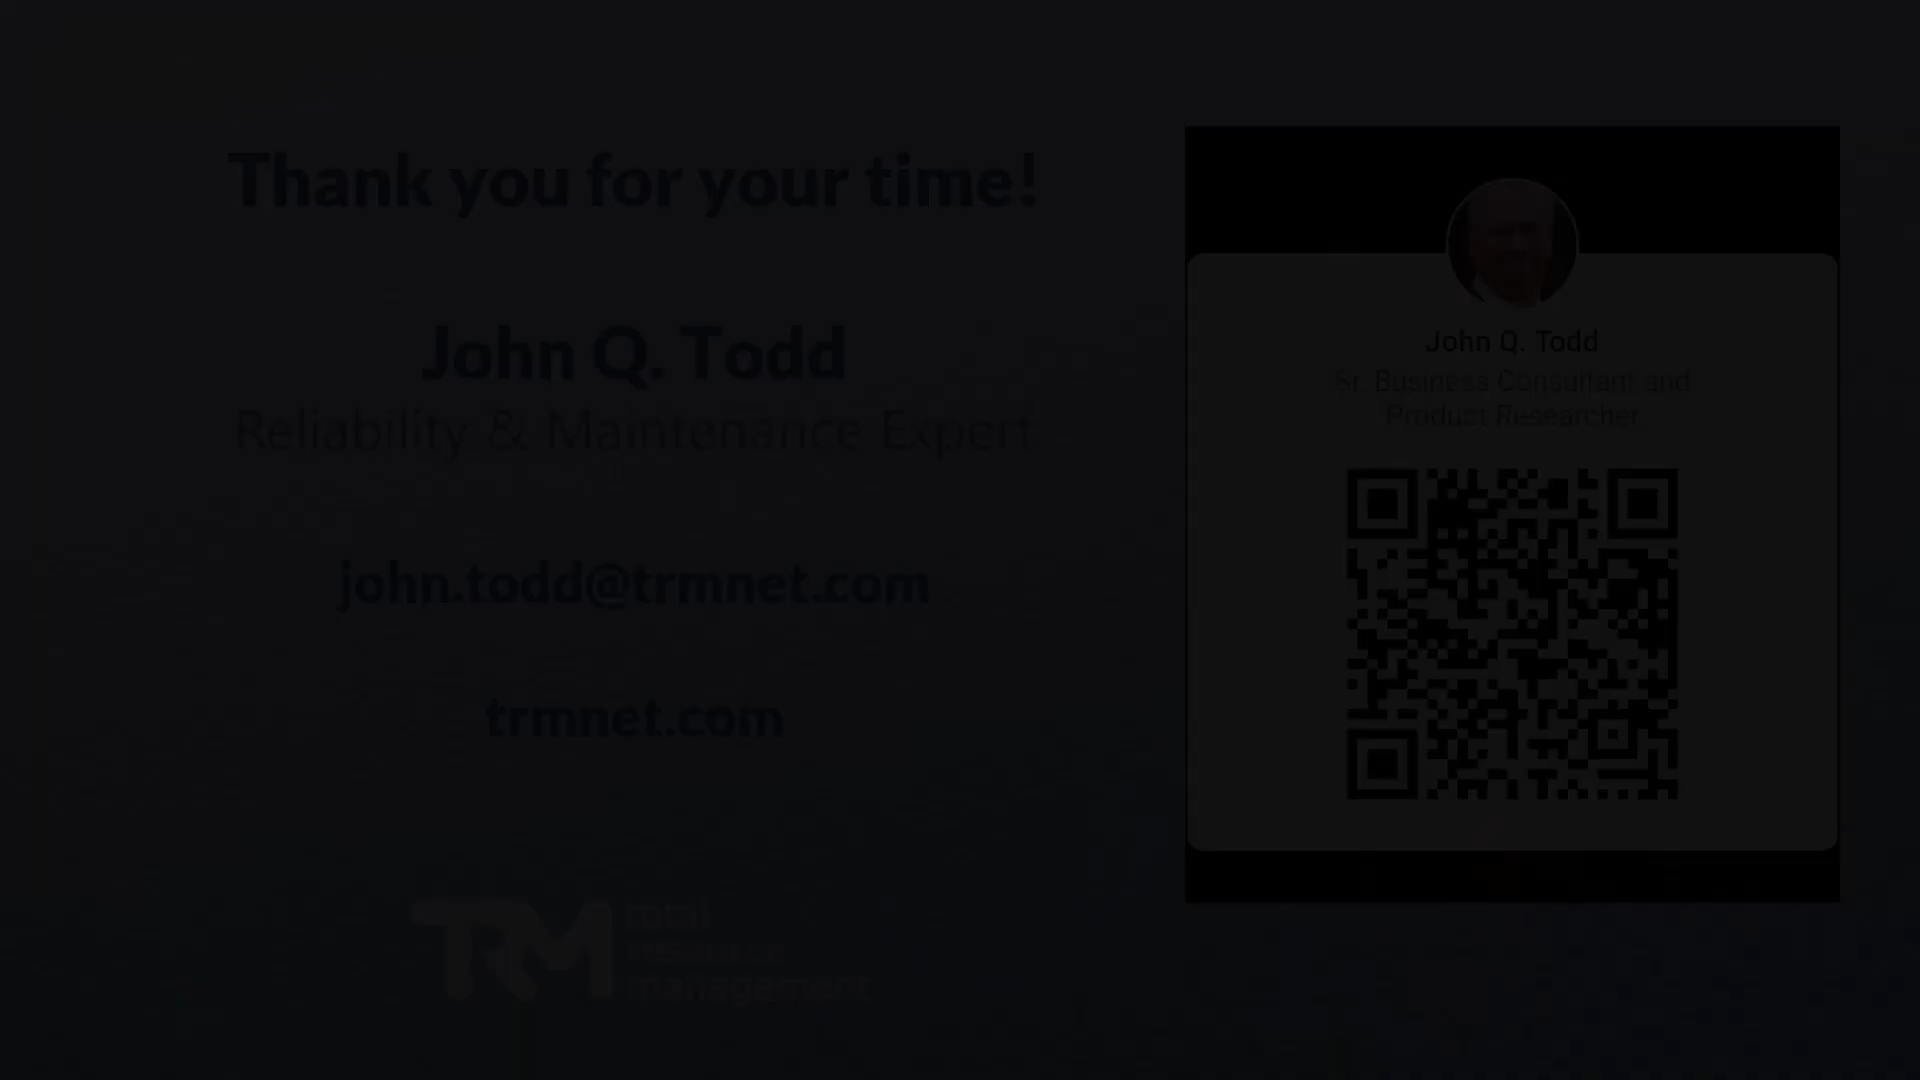 Thank you for your time!
John Q. Todd
Reliability & Maintenance Expert
john.todd@trmnet.com
trmnet.com
TRM
total
resource
management
John Q. Todd
Sr. Business Consultant and
Product Researcher